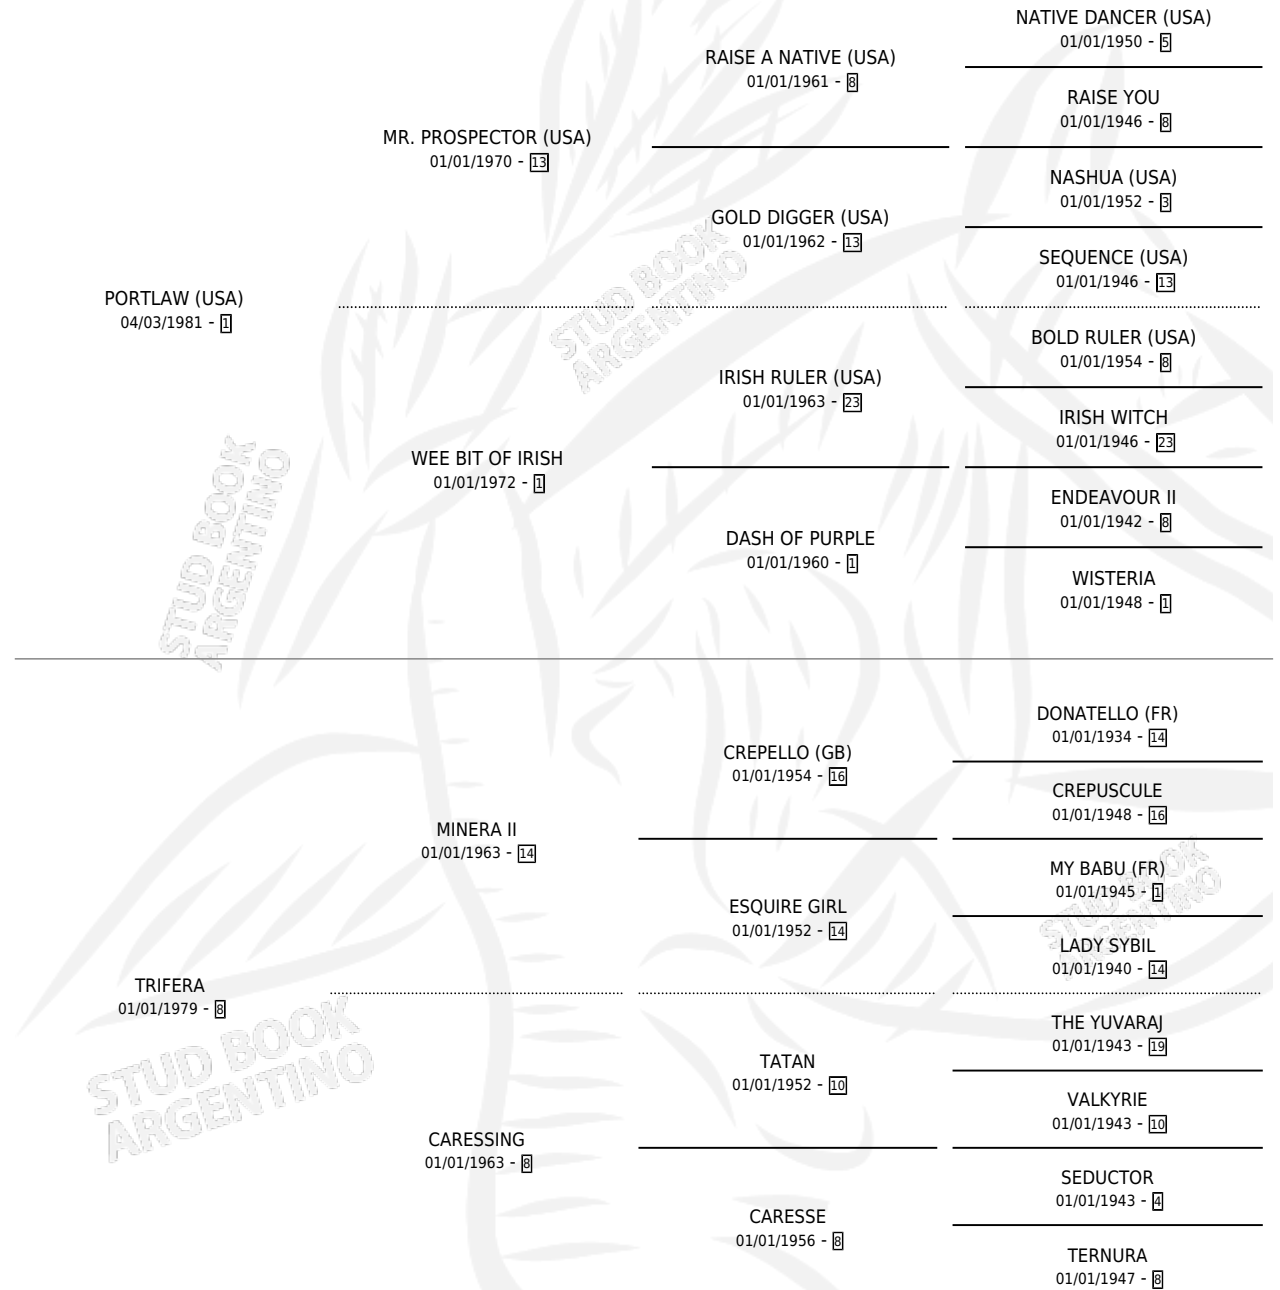 NATIVE DANCER (USA)
01/01/1950 - 5
RAISE A NATIVE (USA)
01/01/1961 - 8
RAISE YOU
01/01/1946 - 8
MR. PROSPECTOR (USA)
01/01/1970 - 13
NASHUA (USA)
01/01/1952 - 3
GOLD DIGGER (USA)
01/01/1962 - 13
SEQUENCE (USA)
01/01/1946 - 13
PORTLAW (USA)
04/03/1981 - 1
STUD BOOK
ARGENTINO
BOLD RULER (USA)
01/01/1954 - 8
IRISH RULER (USA)
01/01/1963 - 23
IRISH WITCH
01/01/1946 - 23
WEE BIT OF IRISH
01/01/1972 - 1
ENDEAVOUR II
01/01/1942 - 8
DASH OF PURPLE
01/01/1960 - 1
WISTERIA
01/01/1948 - 1
STUD BOOK
ARGENTINO
DONATELLO (FR)
01/01/1934 - 14
CREPELLO (GB)
01/01/1954 - 16
CREPUSCULE
01/01/1948 - 16
MINERA II
01/01/1963 - 14
MY BABU (FR)
01/01/1945 - 1
ESQUIRE GIRL
01/01/1952 - 14
STUD BOOK
ARGENTINO
LADY SYBIL
01/01/1940 - 14
TRIFERA
01/01/1979 - 8
THE YUVARAJ
01/01/1943 - 19
TATAN
01/01/1952 - 10
STUD BOOK
ARGENTINO
VALKYRIE
01/01/1943 - 10
CARESSING
01/01/1963 - 8
SEDUCTOR
01/01/1943 - 4
CARESSE
01/01/1956 - 8
TERNURA
01/01/1947 - 8